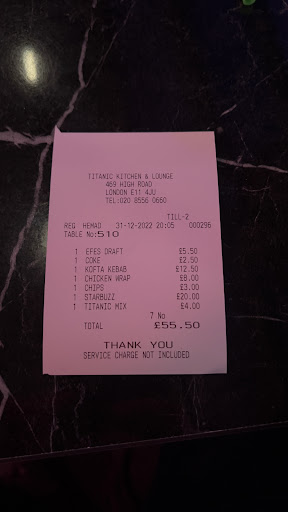 TITANIC KITCHEN & LOUNGE
469 HIGH ROAD
LONDON E11 4JU
TEL:020 8556 0660
TILL-2
REG HEMAD 31-12-2022 20:05 000296
TABLE No:510
1 EFES DRAFT £5.50
1 COKE £2.50
1 KOFTA KEBAB £12.50
1 CHICKEN WRAP £8.00
1 CHIPS £3.00
1 STARBUZZ £20.00
1 TITANIC MIX £4.00
7 No
TOTAL £55.50
THANK YOU
SERVICE CHARGE NOT INCLUDED